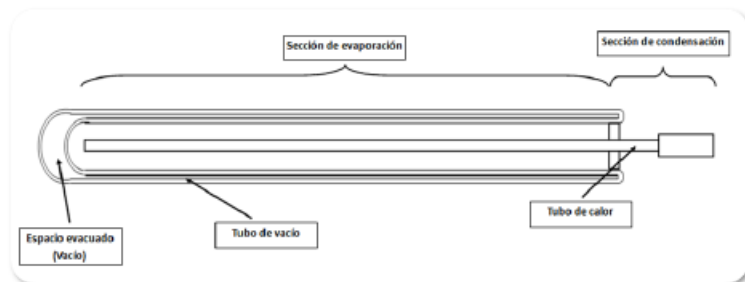 Sección de evaporación
Sección de condensación
Espacio evacuado
(Vacío)
Tubo de vacío
Tubo de calor